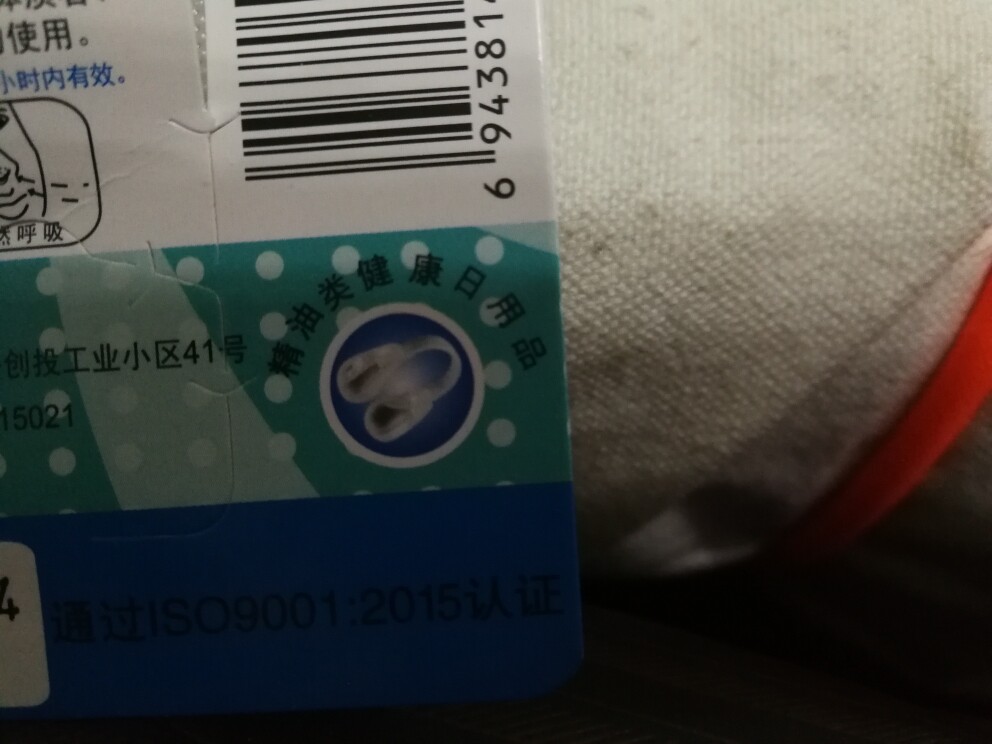 使用。
小时内有效。
6 943817
然呼吸
精油类健康日用品
创投工业小区41号
15021
4
通过ISO9001:2015认证